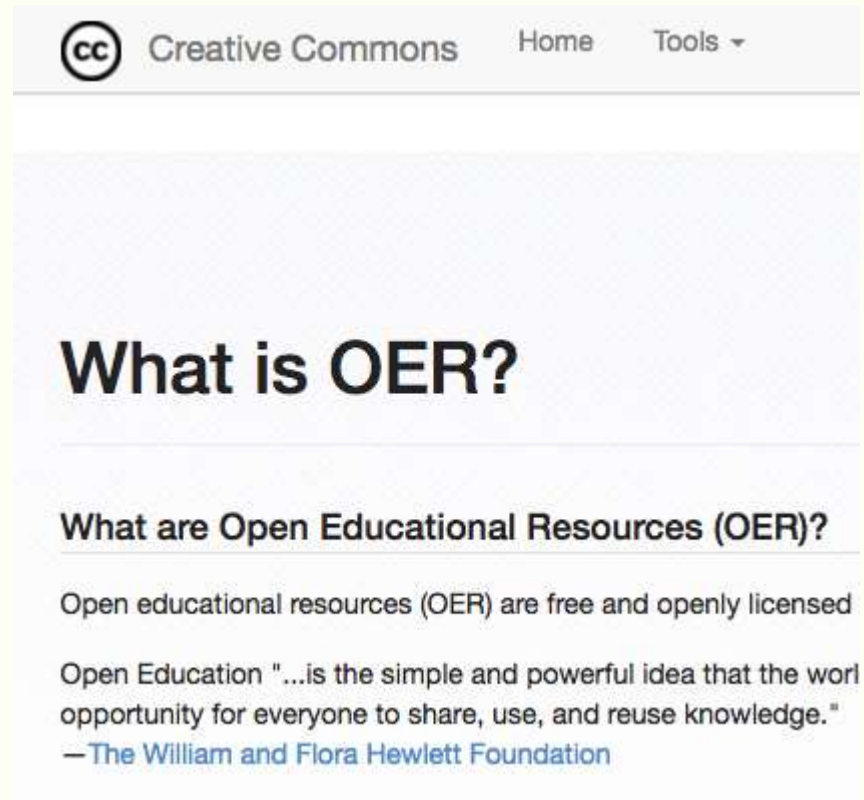 cc Creative Commons Home Tools
What is OER?
What are Open Educational Resources (OER)?
Open educational resources (OER) are free and openly licensed
Open Education "...is the simple and powerful idea that the worl
opportunity for everyone to share, use, and reuse knowledge."
—The William and Flora Hewlett Foundation